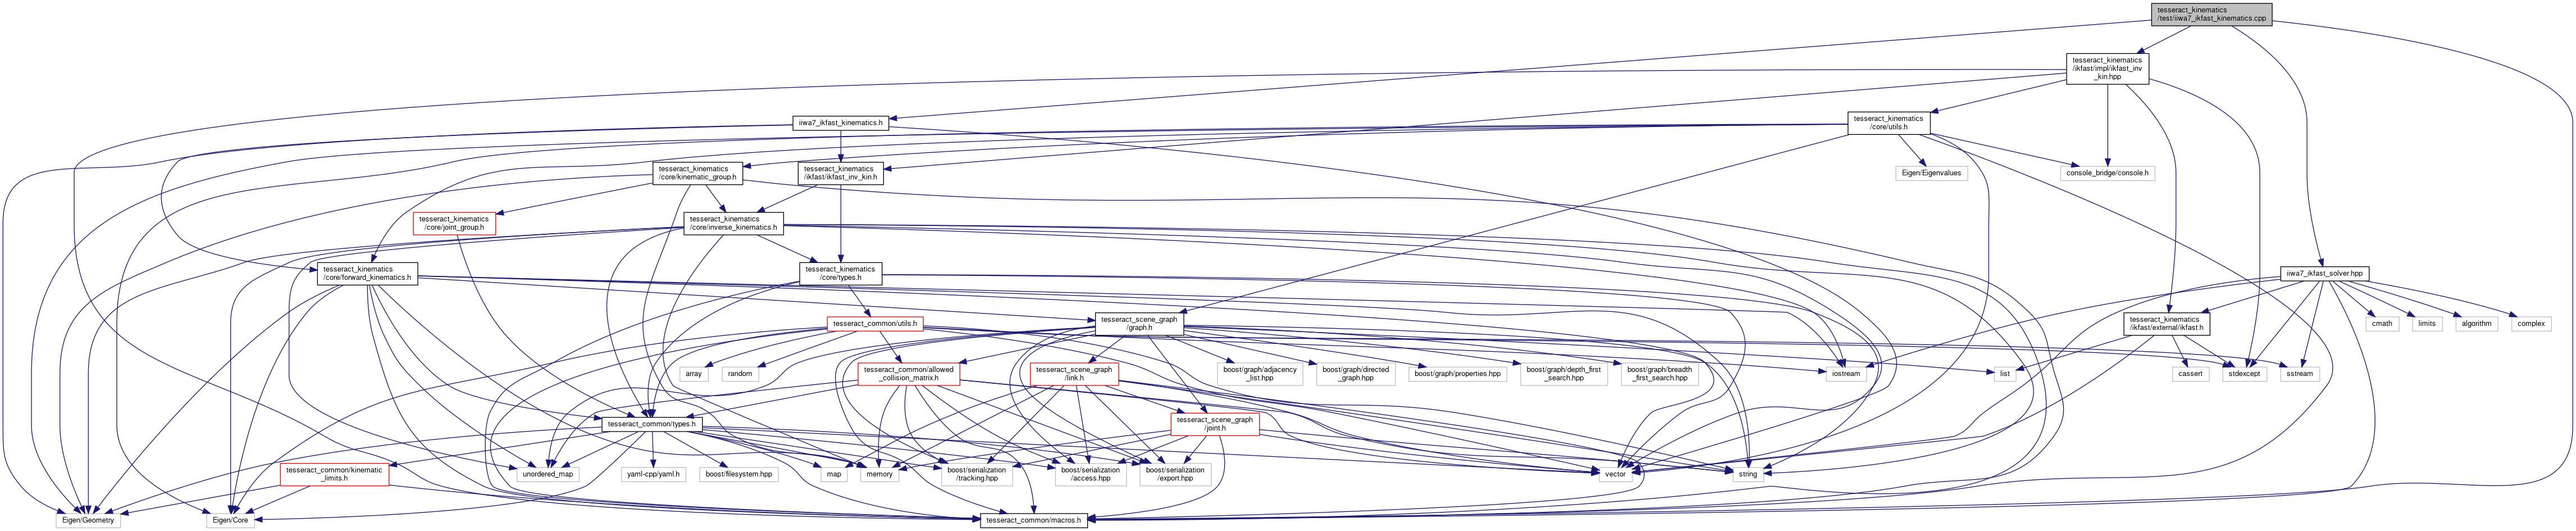 tesseract_kinematics
/test/iiwa7_ikfast_kinematics.cpp
tesseract_kinematics
/ikfast/impl/ikfast_inv
_kin.hpp
iiwa7_ikfast_kinematics.h
tesseract_kinematics
/core/utils.h
tesseract_kinematics
/core/kinematic_group.h
tesseract_kinematics
/ikfast/ikfast_inv_kin.h
Eigen/Eigenvalues
console_bridge/console.h
tesseract_kinematics
/core/joint_group.h
tesseract_kinematics
/core/inverse_kinematics.h
tesseract_kinematics
/core/forward_kinematics.h
tesseract_kinematics
/core/types.h
iiwa7_ikfast_solver.hpp
tesseract_common/utils.h
tesseract_scene_graph
/graph.h
tesseract_kinematics
/ikfast/external/ikfast.h
cmath
limits
algorithm
complex
array
random
tesseract_common/allowed
_collision_matrix.h
tesseract_scene_graph
/link.h
boost/graph/adjacency
_list.hpp
boost/graph/directed
_graph.hpp
boost/graph/properties.hpp
boost/graph/depth_first
_search.hpp
boost/graph/breadth
_first_search.hpp
iostream
list
cassert
stdexcept
sstream
tesseract_common/types.h
tesseract_scene_graph
/joint.h
tesseract_common/kinematic
_limits.h
unordered_map
yaml-cpp/yaml.h
boost/filesystem.hpp
map
memory
boost/serialization
/tracking.hpp
boost/serialization
/access.hpp
boost/serialization
/export.hpp
vector
string
Eigen/Geometry
Eigen/Core
tesseract_common/macros.h